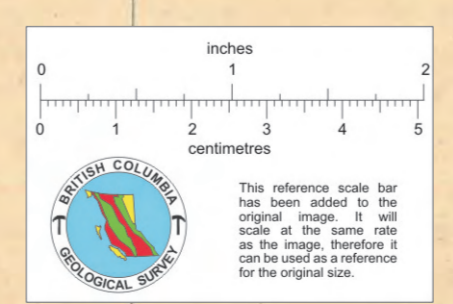 inches
0 1 2
0 1 2 3 4 5
centimetres
BRITISH COLUMBIA
GEOLOGICAL SURVEY
This reference scale bar
has been added to the
original image. It will
scale at the same rate
as the image, therefore it
can be used as a reference
for the original size.